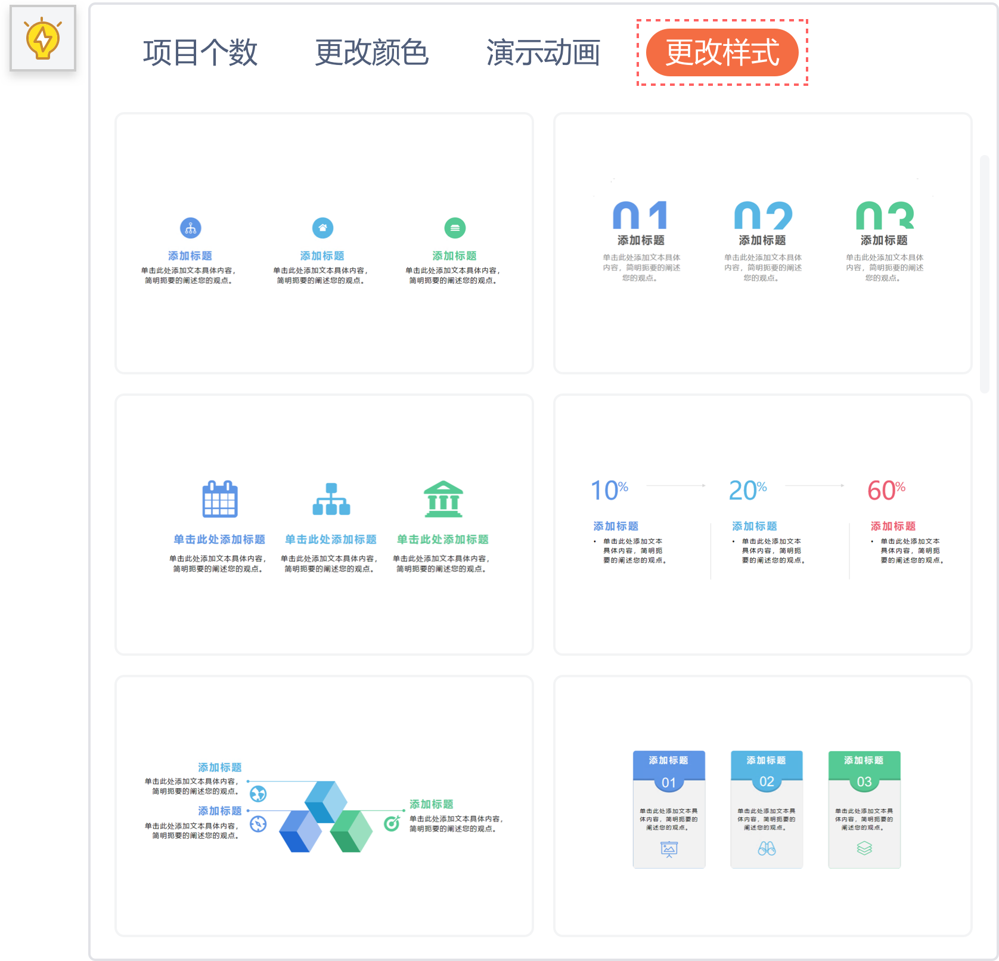 项目个数 更改颜色 演示动画 更改样式
添加标题
单击此处添加文本具体内容，
简明扼要的阐述您的观点。
添加标题
单击此处添加文本具体内容，
简明扼要的阐述您的观点。
添加标题
单击此处添加文本具体内容，
简明扼要的阐述您的观点。
01
添加标题
单击此处添加文本具体
内容，简明扼要的阐述
您的观点。
02
添加标题
单击此处添加文本具体
内容，简明扼要的阐述
您的观点。
03
添加标题
单击此处添加文本具体
内容，简明扼要的阐述
您的观点。
单击此处添加标题
单击此处添加文本具体内容，
简明扼要的阐述您的观点。
单击此处添加标题
单击此处添加文本具体内容，
简明扼要的阐述您的观点。
单击此处添加标题
单击此处添加文本具体内容，
简明扼要的阐述您的观点。
10%
添加标题
• 单击此处添加文本
具体内容，简明扼
要的阐述您的观点。
20%
添加标题
• 单击此处添加文本
具体内容，简明扼
要的阐述您的观点。
60%
添加标题
• 单击此处添加文本
具体内容，简明扼
要的阐述您的观点。
添加标题
单击此处添加文本具体内容，
简明扼要的阐述您的观点。
添加标题
单击此处添加文本具体内容，
简明扼要的阐述您的观点。
添加标题
单击此处添加文本具体内容，
简明扼要的阐述您的观点。
添加标题
01
单击此处添加文本具
体内容，简明扼要的
阐述您的观点。
添加标题
02
单击此处添加文本具
体内容，简明扼要的
阐述您的观点。
添加标题
03
单击此处添加文本具
体内容，简明扼要的
阐述您的观点。